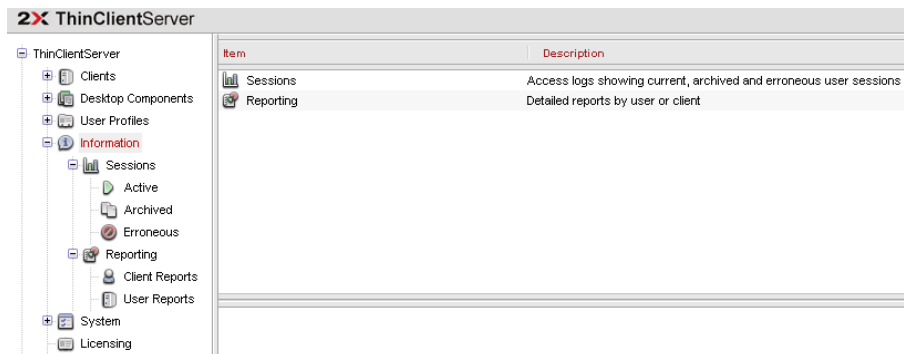 2X ThinClientServer
ThinClientServer
Clients
Desktop Components
User Profiles
Information
Sessions
Active
Archived
Erroneous
Reporting
Client Reports
User Reports
System
Licensing
Item Description
Sessions Access logs showing current, archived and erroneous user sessions
Reporting Detailed reports by user or client